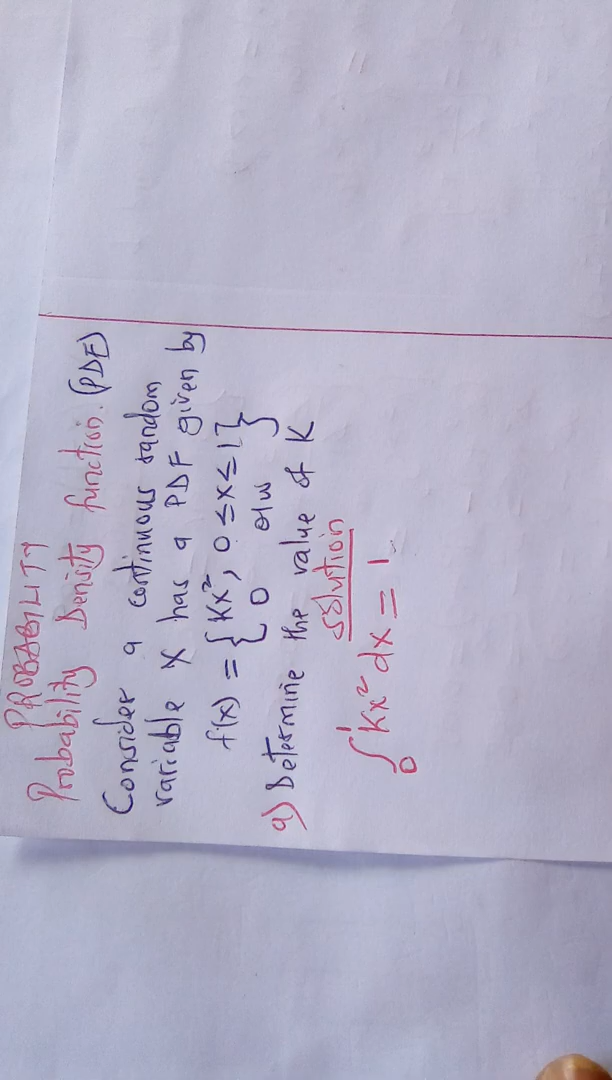 PROBABILITY
Probability Density function. (PDF)
Consider a continuous random
variable X has a PDF given by
f(x) = { Kx², 0 ≤ x ≤ 1 }
0 o/w
a) Determine the value of K
solution
∫₀¹ Kx² dx = 1